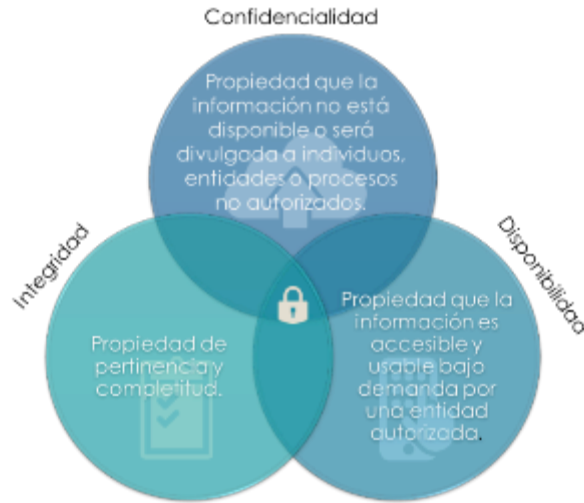 Confidencialidad
Propiedad que la
información no está
disponible o será
divulgada a individuos,
entidades o procesos
no autorizados.
Integridad
Propiedad de
pertinencia y
completitud.
Disponibilidad
Propiedad que la
información es
accesible y
usable bajo
demanda por
una entidad
autorizada.